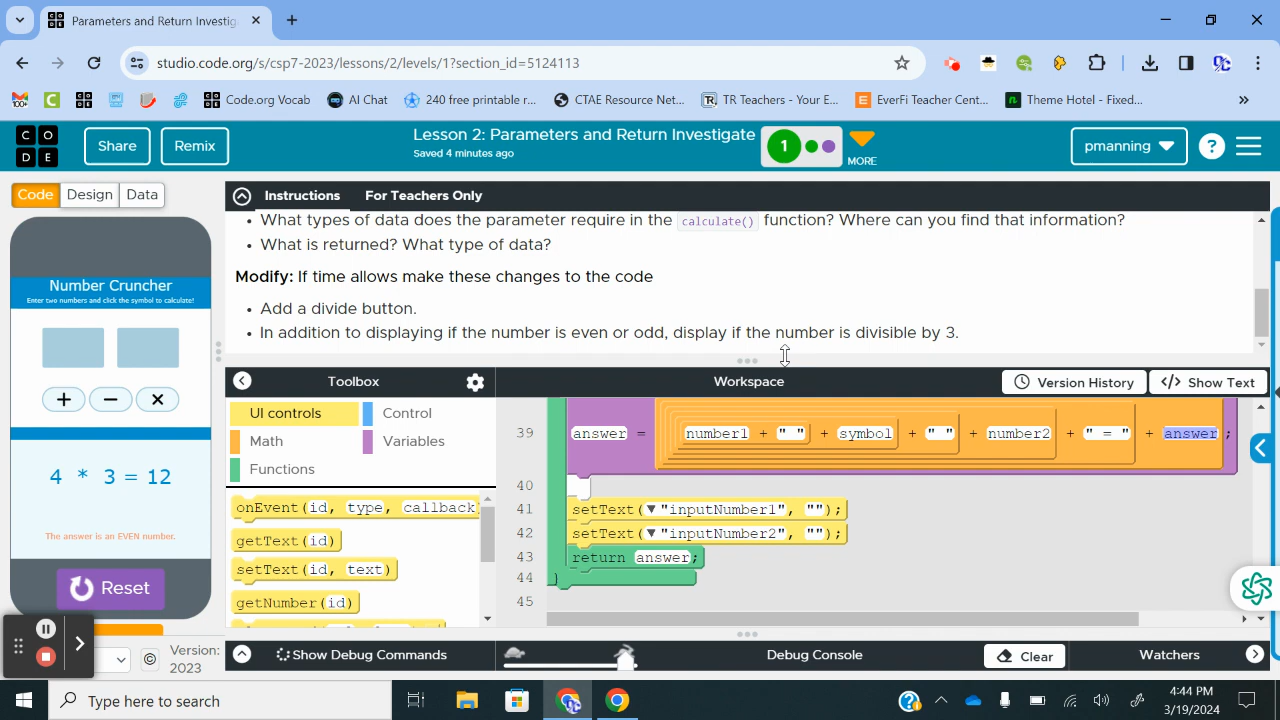 Parameters and Return Investig
studio.code.org/s/csp7-2023/lessons/2/levels/1?section_id=5124113
Code.org Vocab
AI Chat
240 free printable r...
CTAE Resource Net...
TR Teachers - Your E...
EverFi Teacher Cent...
Theme Hotel - Fixed...
C O
D E
Share
Remix
Lesson 2: Parameters and Return Investigate
Saved 4 minutes ago
1
MORE
pmanning
?
Code
Design
Data
Instructions
For Teachers Only
• What types of data does the parameter require in the calculate() function? Where can you find that information?
• What is returned? What type of data?
Modify: If time allows make these changes to the code
• Add a divide button.
• In addition to displaying if the number is even or odd, display if the number is divisible by 3.
Number Cruncher
Enter two numbers and click the symbol to calculate!
+ − ×
4 * 3 = 12
The answer is an EVEN number.
Reset
Version:
2023
Toolbox
Workspace
Version History
</> Show Text
UI controls
Control
Math
Variables
Functions
onEvent(id, type, callback)
getText(id)
setText(id, text)
getNumber(id)
39 answer = number1 + " " + symbol + " " + number2 + " = " + answer ;
40
41 setText(▼"inputNumber1", "");
42 setText(▼"inputNumber2", "");
43 return answer;
44 }
45
Show Debug Commands
Debug Console
Clear
Watchers
Type here to search
4:44 PM
3/19/2024